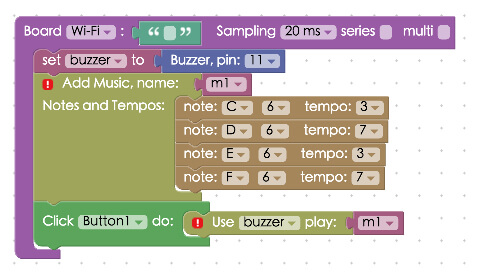 Board Wi-Fi : “ ” Sampling 20 ms series multi
set buzzer to Buzzer, pin: 11
! Add Music, name: m1
Notes and Tempos: note: C 6 tempo: 3
note: D 6 tempo: 7
note: E 6 tempo: 3
note: F 6 tempo: 7
Click Button1 do: ! Use buzzer play: m1